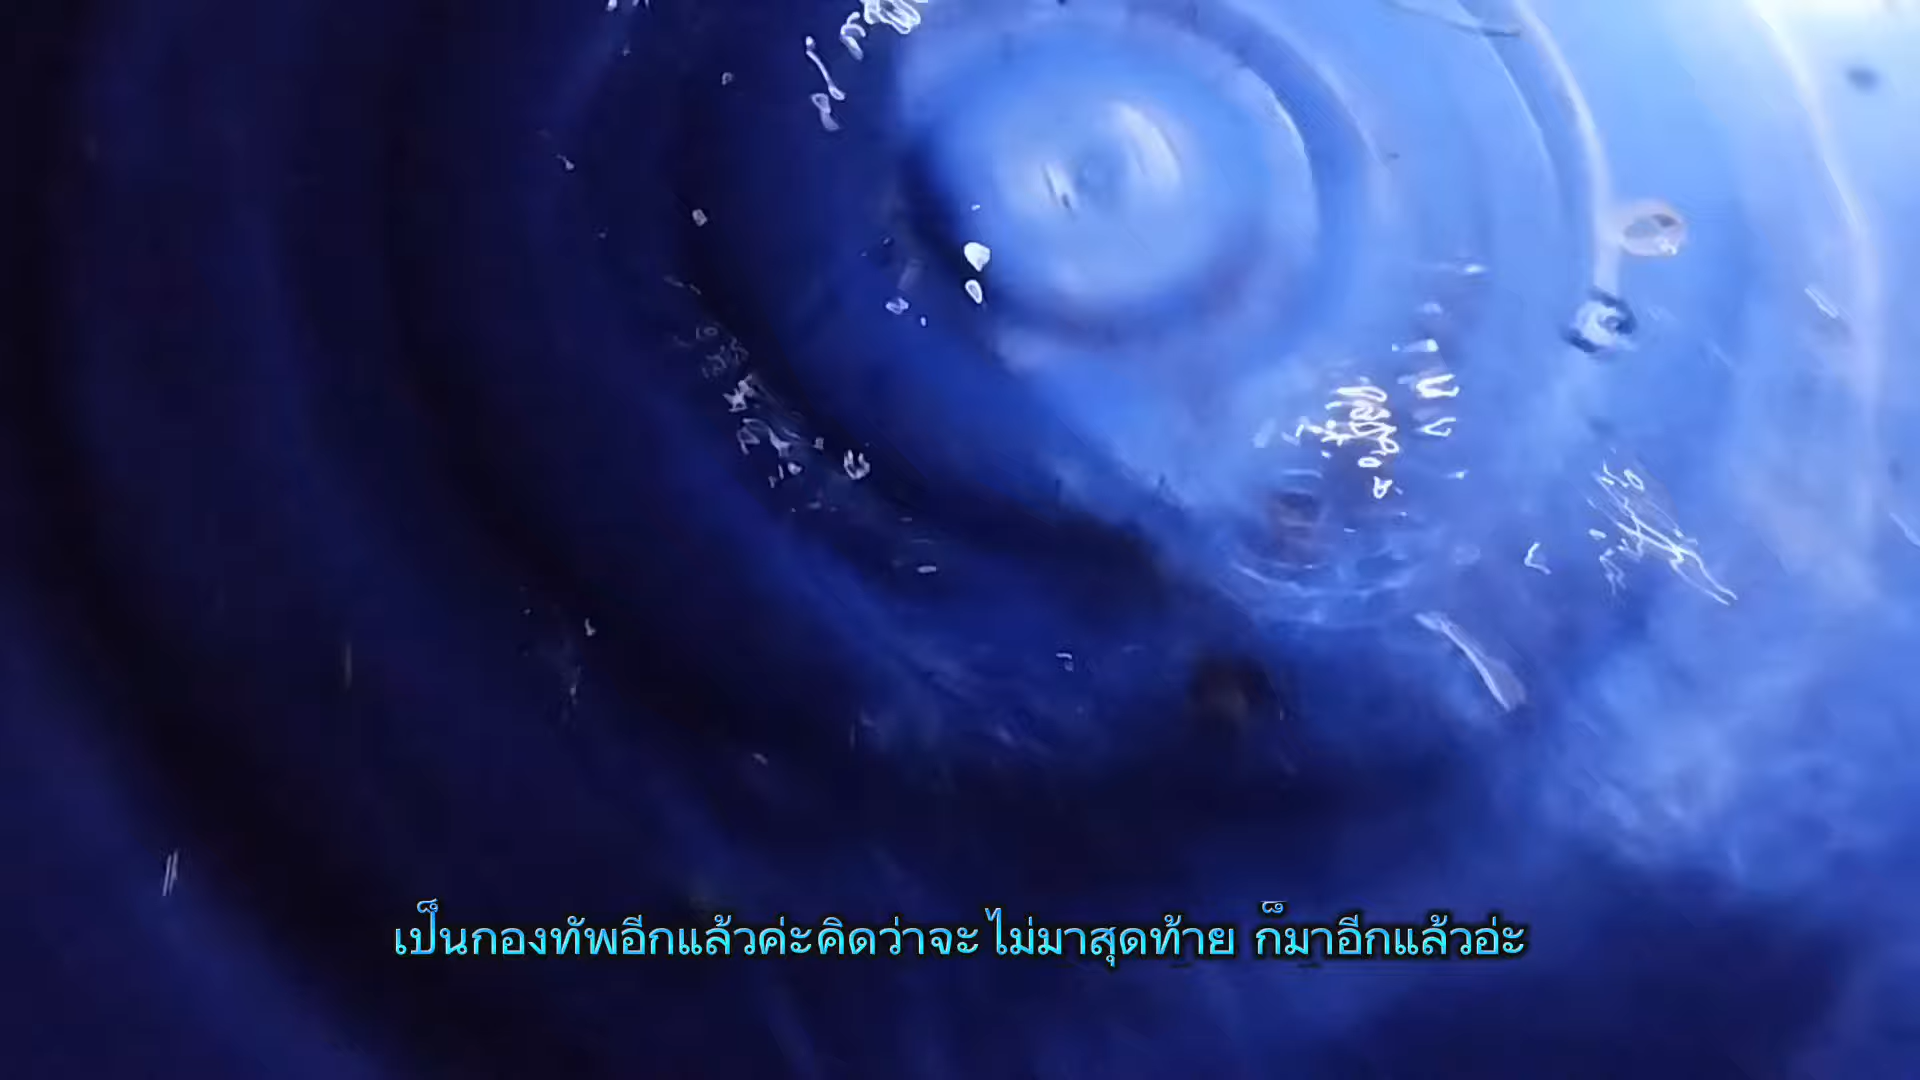 เป็นกองทัพอีกแล้วค่ะคิดว่าจะ ไม่มาสุดท้าย ก็มาอีกแล้วอ่ะ